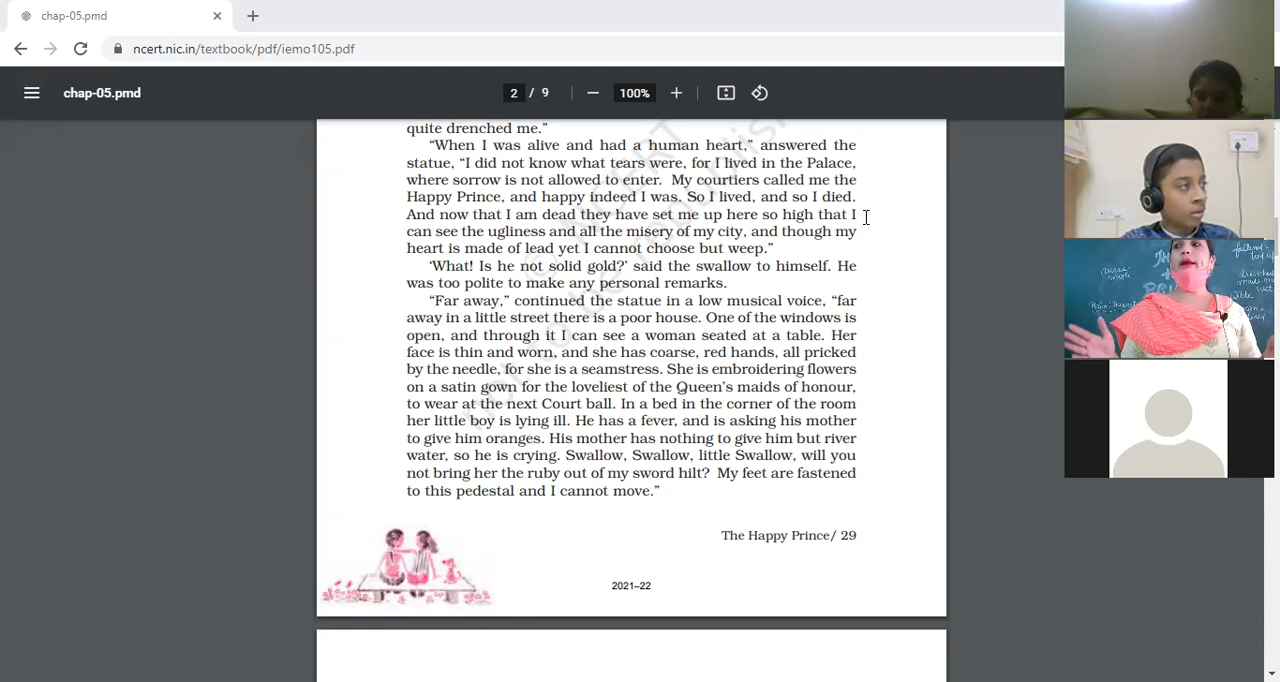 chap-05.pmd
ncert.nic.in/textbook/pdf/iemo105.pdf
chap-05.pmd
2 / 9
100%
quite drenched me.”
“When I was alive and had a human heart,” answered the
statue, “I did not know what tears were, for I lived in the Palace,
where sorrow is not allowed to enter. My courtiers called me the
Happy Prince, and happy indeed I was. So I lived, and so I died.
And now that I am dead they have set me up here so high that I
can see the ugliness and all the misery of my city, and though my
heart is made of lead yet I cannot choose but weep.”
‘What! Is he not solid gold?’ said the swallow to himself. He
was too polite to make any personal remarks.
“Far away,” continued the statue in a low musical voice, “far
away in a little street there is a poor house. One of the windows is
open, and through it I can see a woman seated at a table. Her
face is thin and worn, and she has coarse, red hands, all pricked
by the needle, for she is a seamstress. She is embroidering flowers
on a satin gown for the loveliest of the Queen’s maids of honour,
to wear at the next Court ball. In a bed in the corner of the room
her little boy is lying ill. He has a fever, and is asking his mother
to give him oranges. His mother has nothing to give him but river
water, so he is crying. Swallow, Swallow, little Swallow, will you
not bring her the ruby out of my sword hilt? My feet are fastened
to this pedestal and I cannot move.”
The Happy Prince/ 29
2021–22